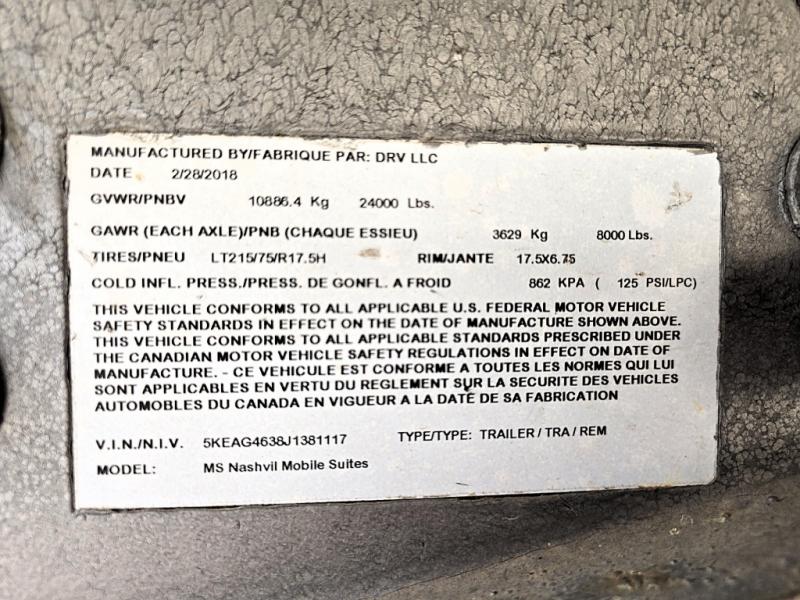 MANUFACTURED BY/FABRIQUE PAR: DRV LLC
DATE 2/28/2018
GVWR/PNBV 10886.4 Kg 24000 Lbs.
GAWR (EACH AXLE)/PNB (CHAQUE ESSIEU) 3629 Kg 8000 Lbs.
TIRES/PNEU LT215/75/R17.5H RIM/JANTE 17.5X6.75
COLD INFL. PRESS./PRESS. DE GONFL. A FROID 862 KPA ( 125 PSI/LPC)
THIS VEHICLE CONFORMS TO ALL APPLICABLE U.S. FEDERAL MOTOR VEHICLE
SAFETY STANDARDS IN EFFECT ON THE DATE OF MANUFACTURE SHOWN ABOVE.
THIS VEHICLE CONFORMS TO ALL APPLICABLE STANDARDS PRESCRIBED UNDER
THE CANADIAN MOTOR VEHICLE SAFETY REGULATIONS IN EFFECT ON DATE OF
MANUFACTURE. - CE VEHICULE EST CONFORME A TOUTES LES NORMES QUI LUI
SONT APPLICABLES EN VERTU DU REGLEMENT SUR LA SECURITE DES VEHICLES
AUTOMOBILES DU CANADA EN VIGUEUR A LA DATE DE SA FABRICATION
V.I.N./N.I.V. 5KEAG4638J1381117 TYPE/TYPE: TRAILER / TRA / REM
MODEL: MS Nashvil Mobile Suites